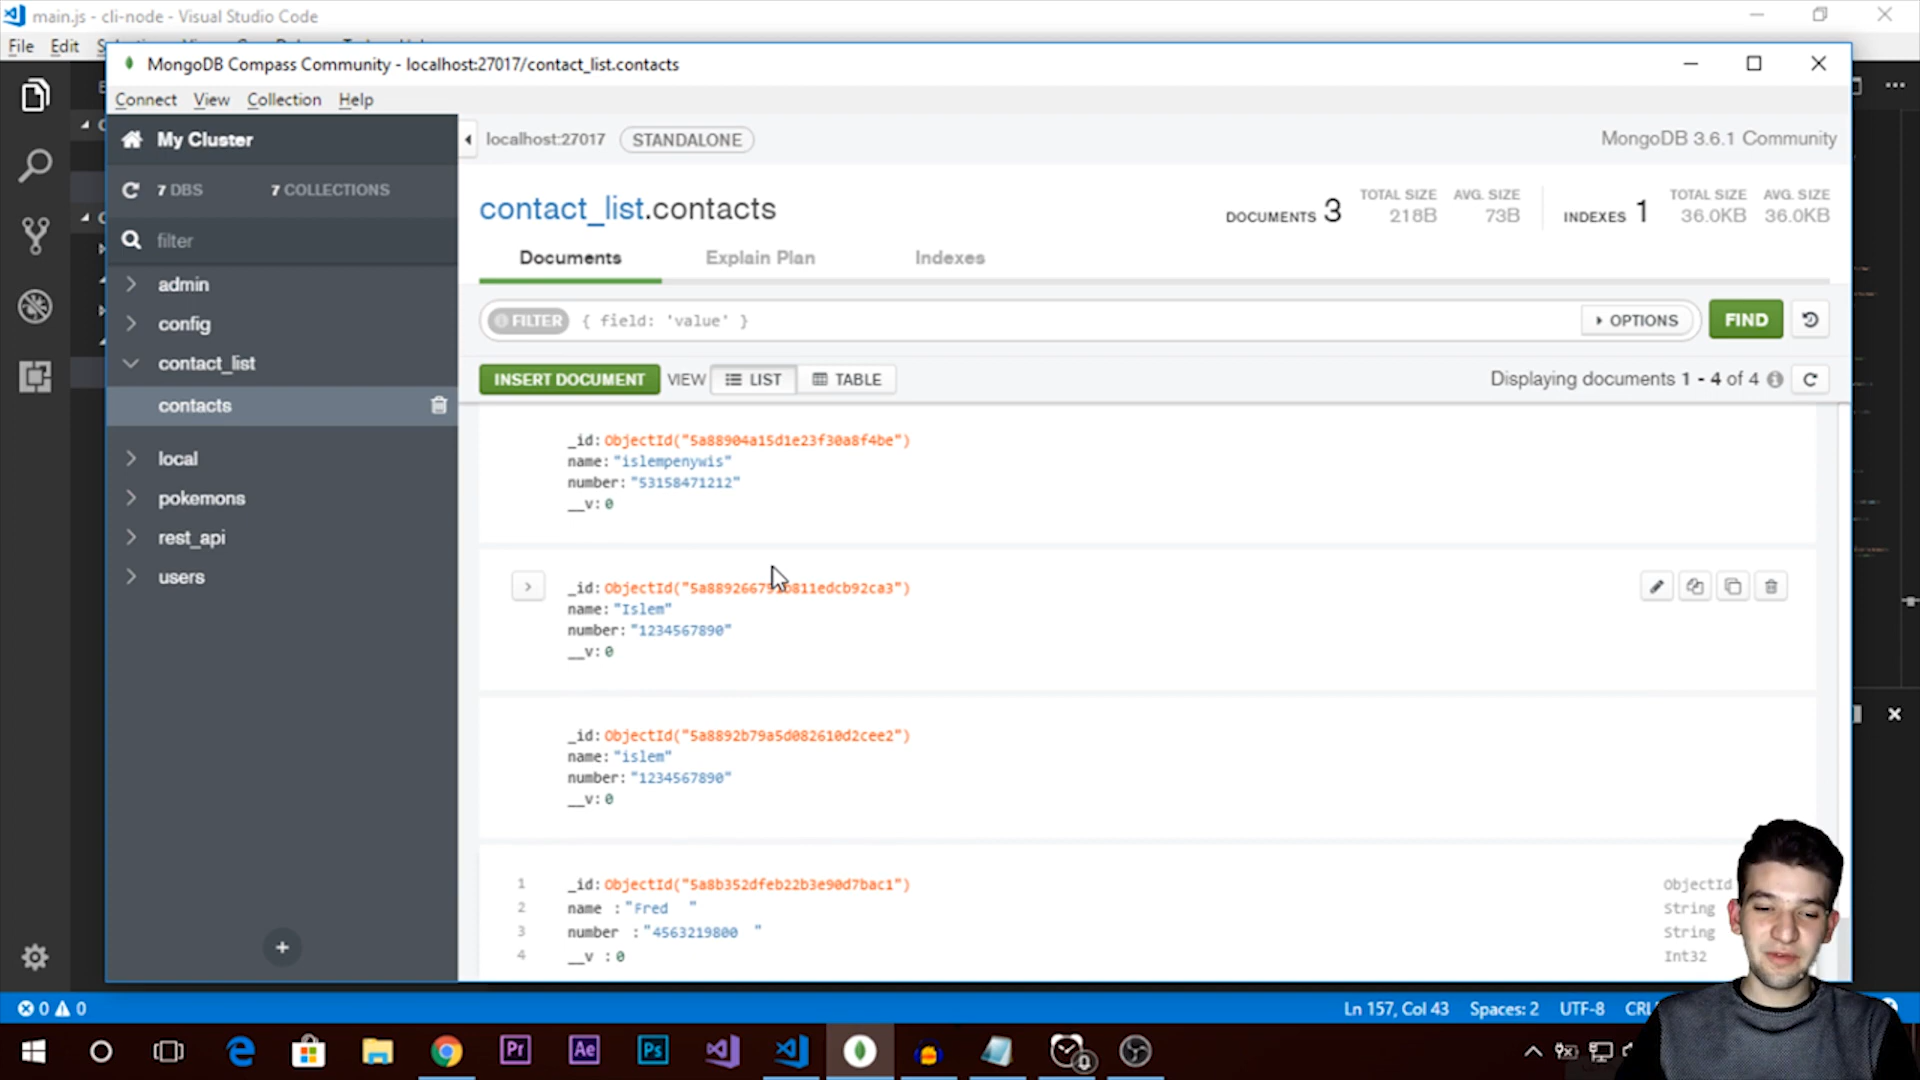 main.js - cli-node - Visual Studio Code
File Edit
MongoDB Compass Community - localhost:27017/contact_list.contacts
Connect View Collection Help
My Cluster
7 DBS 7 COLLECTIONS
filter
admin
config
contact_list
contacts
local
pokemons
rest_api
users
localhost:27017 STANDALONE
MongoDB 3.6.1 Community
contact_list.contacts
DOCUMENTS 3
TOTAL SIZE
218B
AVG. SIZE
73B
INDEXES 1
TOTAL SIZE
36.0KB
AVG. SIZE
36.0KB
Documents Explain Plan Indexes
FILTER { field: 'value' }
OPTIONS
FIND
INSERT DOCUMENT VIEW LIST TABLE
Displaying documents 1 - 4 of 4
_id: ObjectId("5a88904a15d1e23f30a8f4be")
name: "islempenywis"
number: "53158471212"
__v: 0
name: "Islem"
number: "1234567890"
__v: 0
_id: ObjectId("5a8892b79a5d082610d2cee2")
name: "islem"
number: "1234567890"
__v: 0
1 _id: ObjectId("5a8b352dfeb22b3e90d7bac1") ObjectId
2 name : "Fred " String
3 number : "4563219800 " String
4 __v : 0 Int32
0 0
Ln 157, Col 43 Spaces: 2 UTF-8
Pr Ae Ps